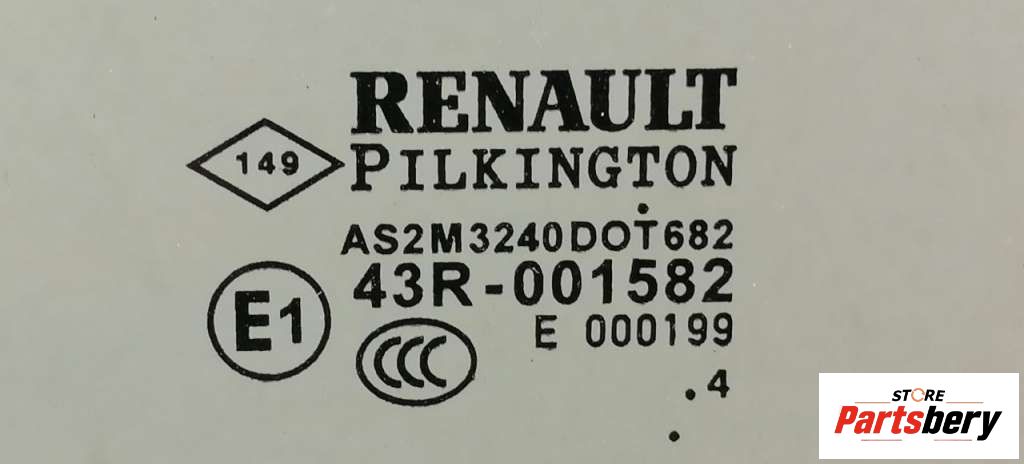 RENAULT
149
PILKINGTON
AS2M3240DOT682
43R-001582
E1
E 000199
CCC
.4
STORE
Partsbery